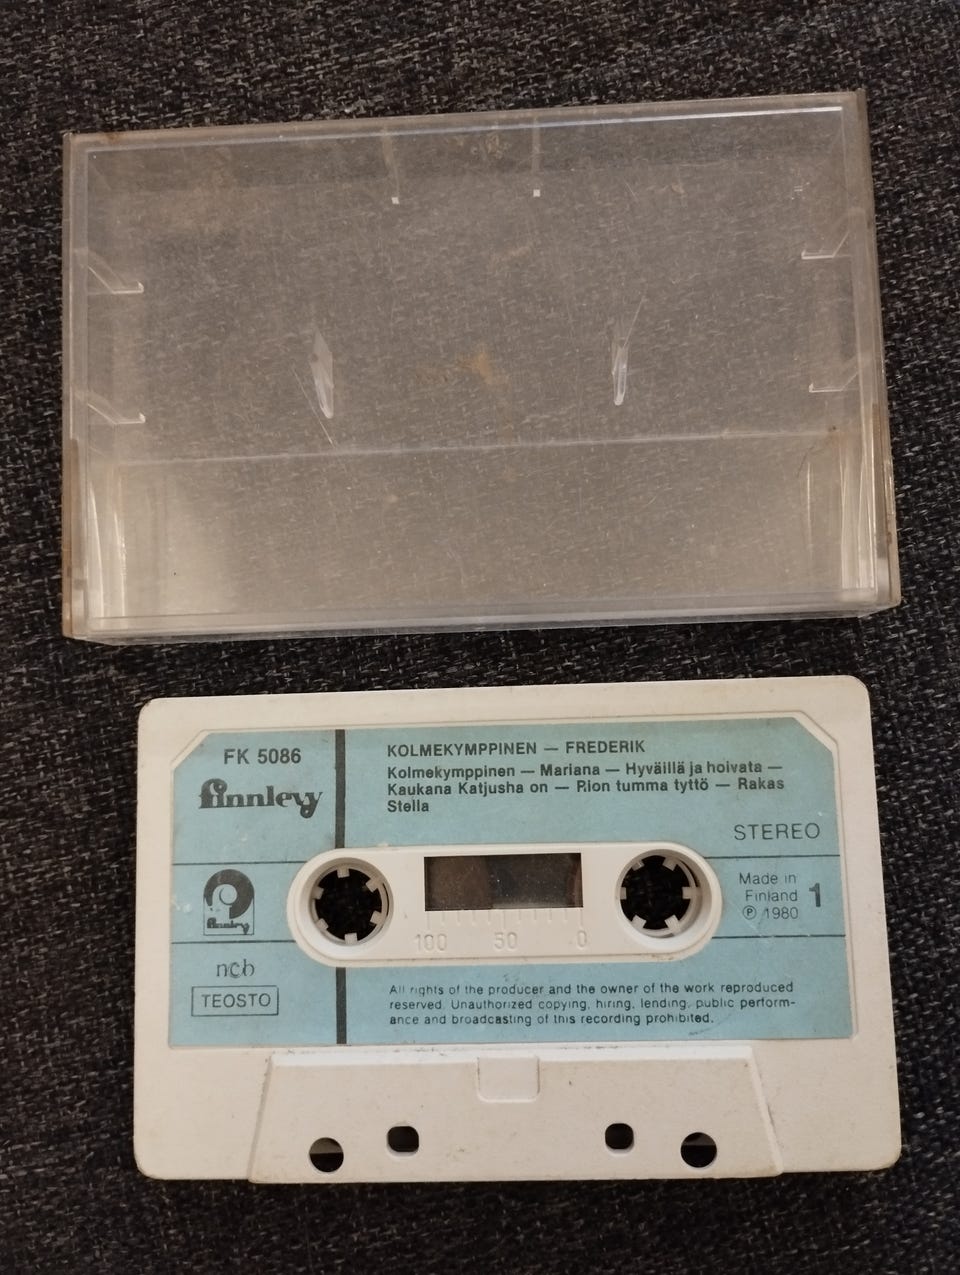 FK 5086
finnlevy
KOLMEKYMPPINEN — FREDERIK
Kolmekymppinen — Mariana — Hyväillä ja hoivata —
Kaukana Katjusha on — Rion tumma tyttö — Rakas
Stella
STEREO
finnlevy
Made in
Finland
℗ 1980
1
100 50 0
ncb
TEOSTO
All rights of the producer and the owner of the work reproduced
reserved. Unauthorized copying, hiring, lending, public perform-
ance and broadcasting of this recording prohibited.